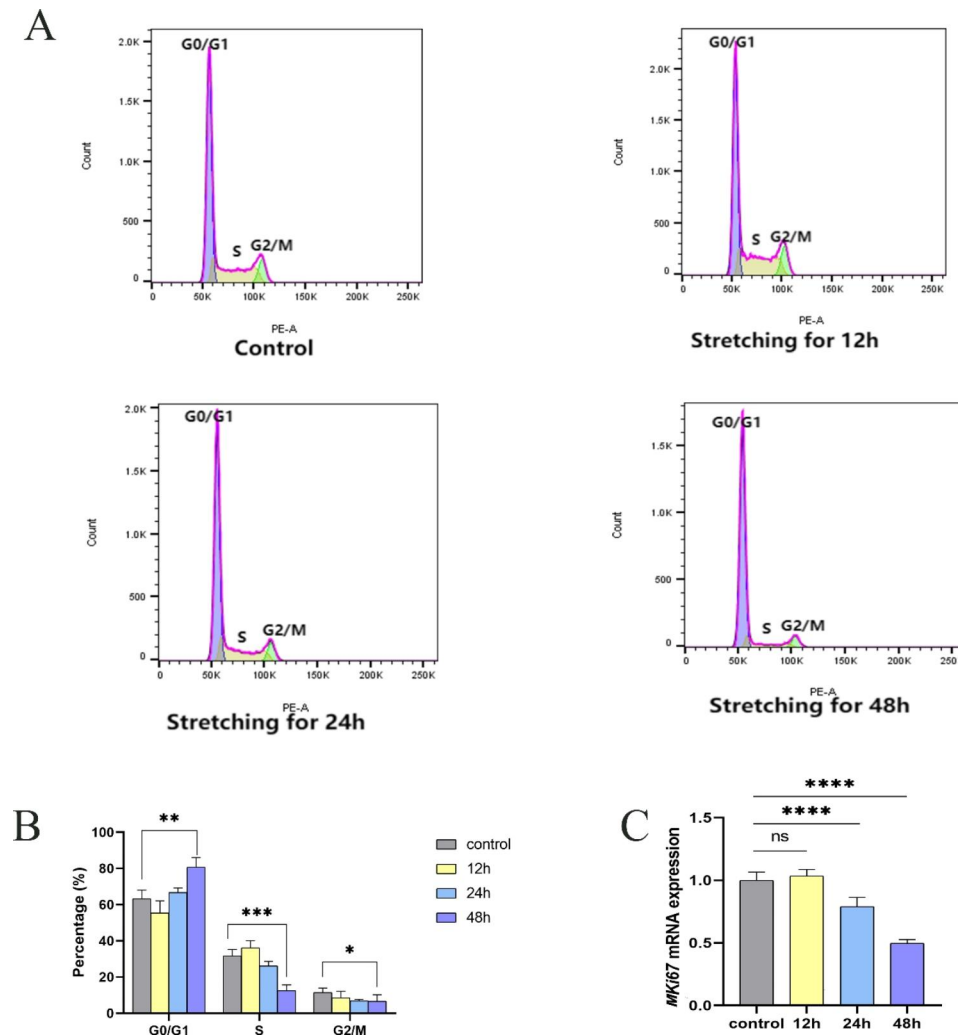 A
G0/G1
2.0K
1.5K
1.0K
500
0
Count
S
G2/M
0 50K 100K 150K 200K 250K
PE-A
Control
G0/G1
2.0K
1.5K
1.0K
500
0
Count
S
G2/M
0 50K 100K 150K 200K 250K
PE-A
Stretching for 12h
G0/G1
2.0K
1.5K
1.0K
500
0
Count
S
G2/M
0 50K 100K 150K 200K 250K
PE-A
Stretching for 24h
G0/G1
1.5K
1.0K
500
0
Count
S
G2/M
0 50K 100K 150K 200K 250K
PE-A
Stretching for 48h
B
Percentage (%)
100
80
60
40
20
0
**
***
*
G0/G1 S G2/M
control
12h
24h
48h
C
MKi67 mRNA expression
1.5
1.0
0.5
0.0
****
****
ns
control 12h 24h 48h